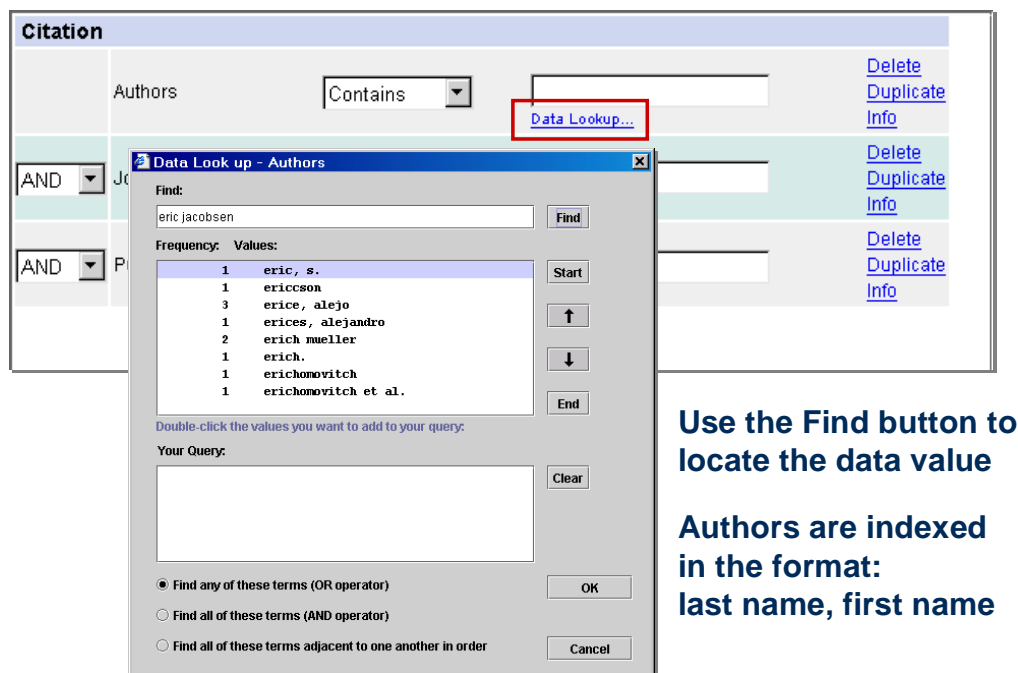 Citation
Authors Contains Delete
Data Lookup... Duplicate
Info
Delete
AND Jo Duplicate
Info
Delete
AND P Duplicate
Info
Data Look up - Authors
Find:
eric jacobsen Find
Frequency: Values:
1 eric, s. Start
1 ericcson
3 erice, alejo
1 erices, alejandro
2 erich mueller
1 erich.
1 erichomovitch
1 erichomovitch et al.
End
Double-click the values you want to add to your query:
Your Query:
Clear
Find any of these terms (OR operator) OK
Find all of these terms (AND operator)
Find all of these terms adjacent to one another in order Cancel
Use the Find button to
locate the data value
Authors are indexed
in the format:
last name, first name